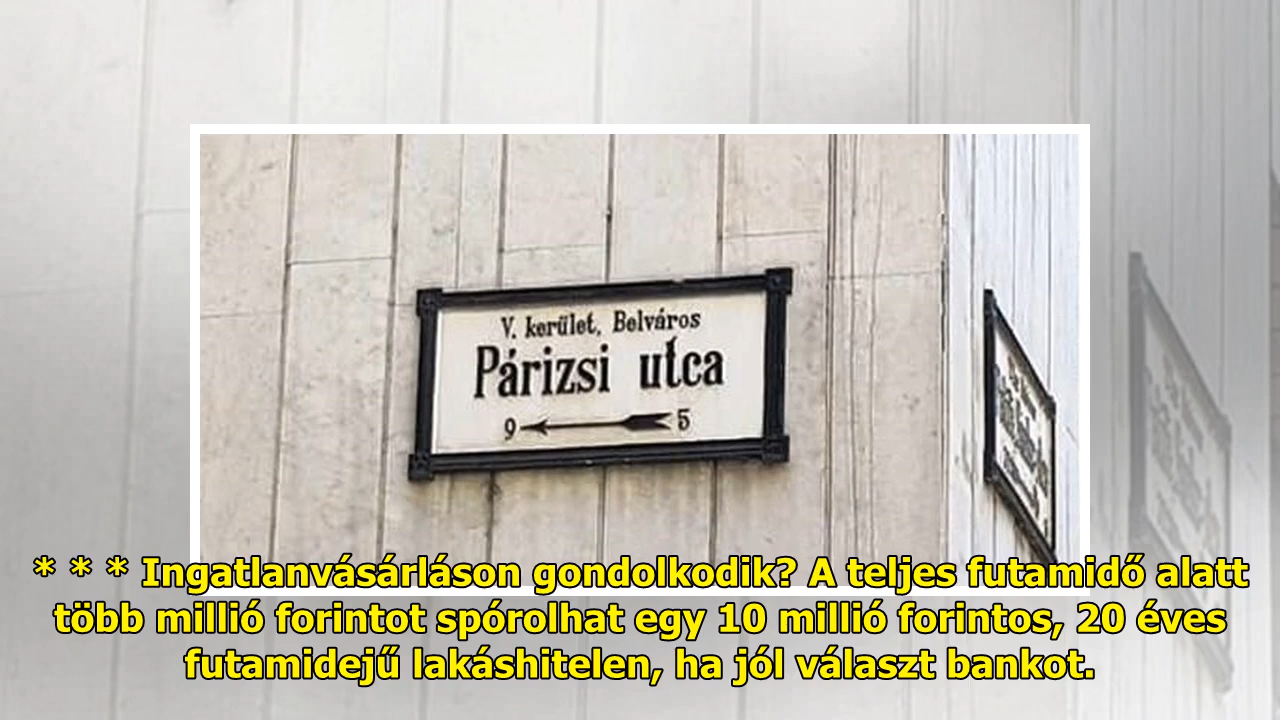 V. kerület, Belváros
Párizsi utca
9 5
* * * Ingatlanvásárláson gondolkodik? A teljes futamidő alatt
több millió forintot spórolhat egy 10 millió forintos, 20 éves
futamidejű lakáshitelen, ha jól választ bankot.